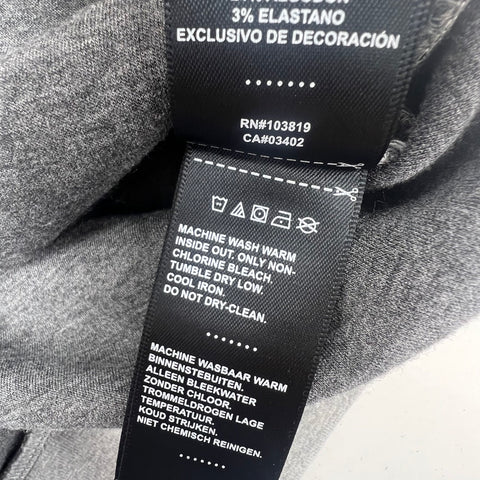 3% ELASTANO
EXCLUSIVO DE DECORACIÓN
RN#103819
CA#03402
MACHINE WASH WARM
INSIDE OUT. ONLY NON-
CHLORINE BLEACH.
TUMBLE DRY LOW.
COOL IRON.
DO NOT DRY-CLEAN.
MACHINE WASBAAR WARM
BINNENSTEBUITEN.
ALLEEN BLEEKWATER
ZONDER CHLOOR.
TROMMELDROGEN LAGE
TEMPERATUUR.
KOUD STRIJKEN.
NIET CHEMISCH REINIGEN.